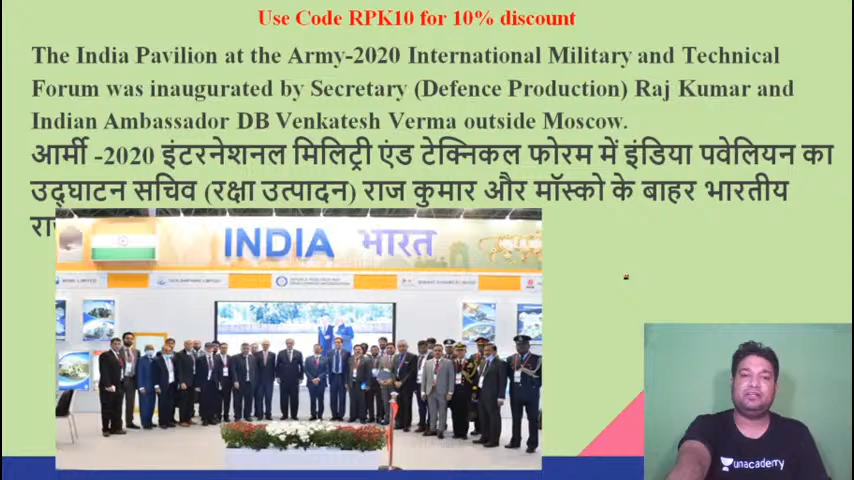 Use Code RPK10 for 10% discount
The India Pavilion at the Army-2020 International Military and Technical
Forum was inaugurated by Secretary (Defence Production) Raj Kumar and
Indian Ambassador DB Venkatesh Verma outside Moscow.
आर्मी -2020 इंटरनेशनल मिलिट्री एंड टेक्निकल फोरम में इंडिया पवेलियन का
उद्घाटन सचिव (रक्षा उत्पादन) राज कुमार और मॉस्को के बाहर भारतीय
INDIA भारत
unacademy